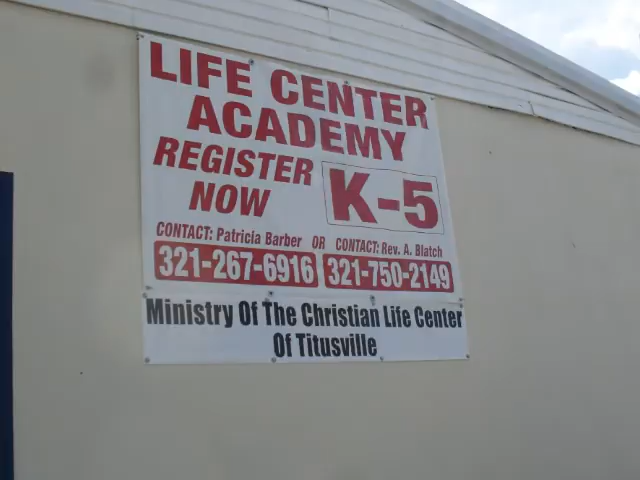 LIFE CENTER
ACADEMY
REGISTER
NOW
K-5
CONTACT: Patricia Barber OR CONTACT: Rev. A. Blatch
321-267-6916 321-750-2149
Ministry Of The Christian Life Center
Of Titusville